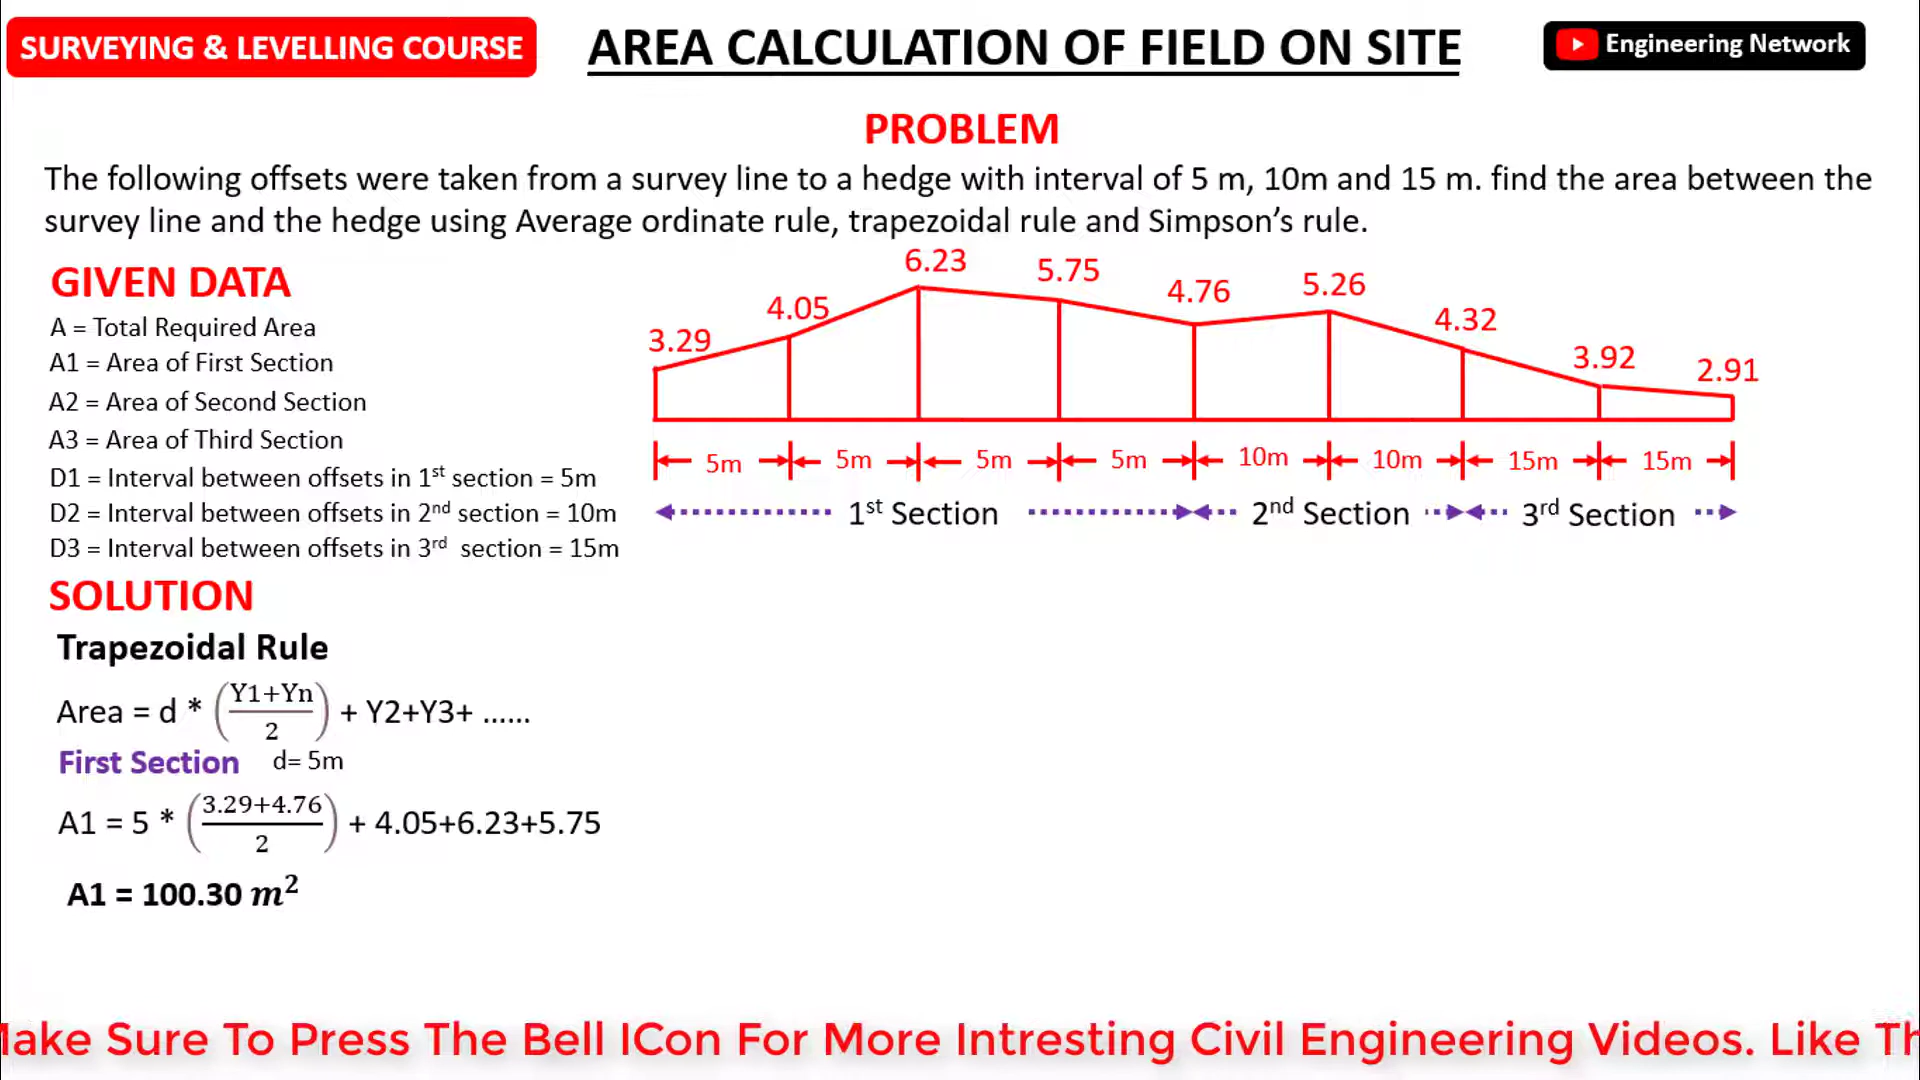 SURVEYING & LEVELLING COURSE
AREA CALCULATION OF FIELD ON SITE
Engineering Network
PROBLEM
The following offsets were taken from a survey line to a hedge with interval of 5 m, 10m and 15 m. find the area between the
survey line and the hedge using Average ordinate rule, trapezoidal rule and Simpson’s rule.
GIVEN DATA
A = Total Required Area
A1 = Area of First Section
A2 = Area of Second Section
A3 = Area of Third Section
D1 = Interval between offsets in 1st section = 5m
D2 = Interval between offsets in 2nd section = 10m
D3 = Interval between offsets in 3rd section = 15m
3.29 4.05 6.23 5.75 4.76 5.26 4.32 3.92 2.91
5m 5m 5m 5m 10m 10m 15m 15m
1st Section 2nd Section 3rd Section
SOLUTION
Trapezoidal Rule
Area = d * (Y1+Yn/2) + Y2+Y3+ ......
First Section d= 5m
A1 = 5 * (3.29+4.76/2) + 4.05+6.23+5.75
A1 = 100.30 m²
Make Sure To Press The Bell ICon For More Intresting Civil Engineering Videos. Like Th